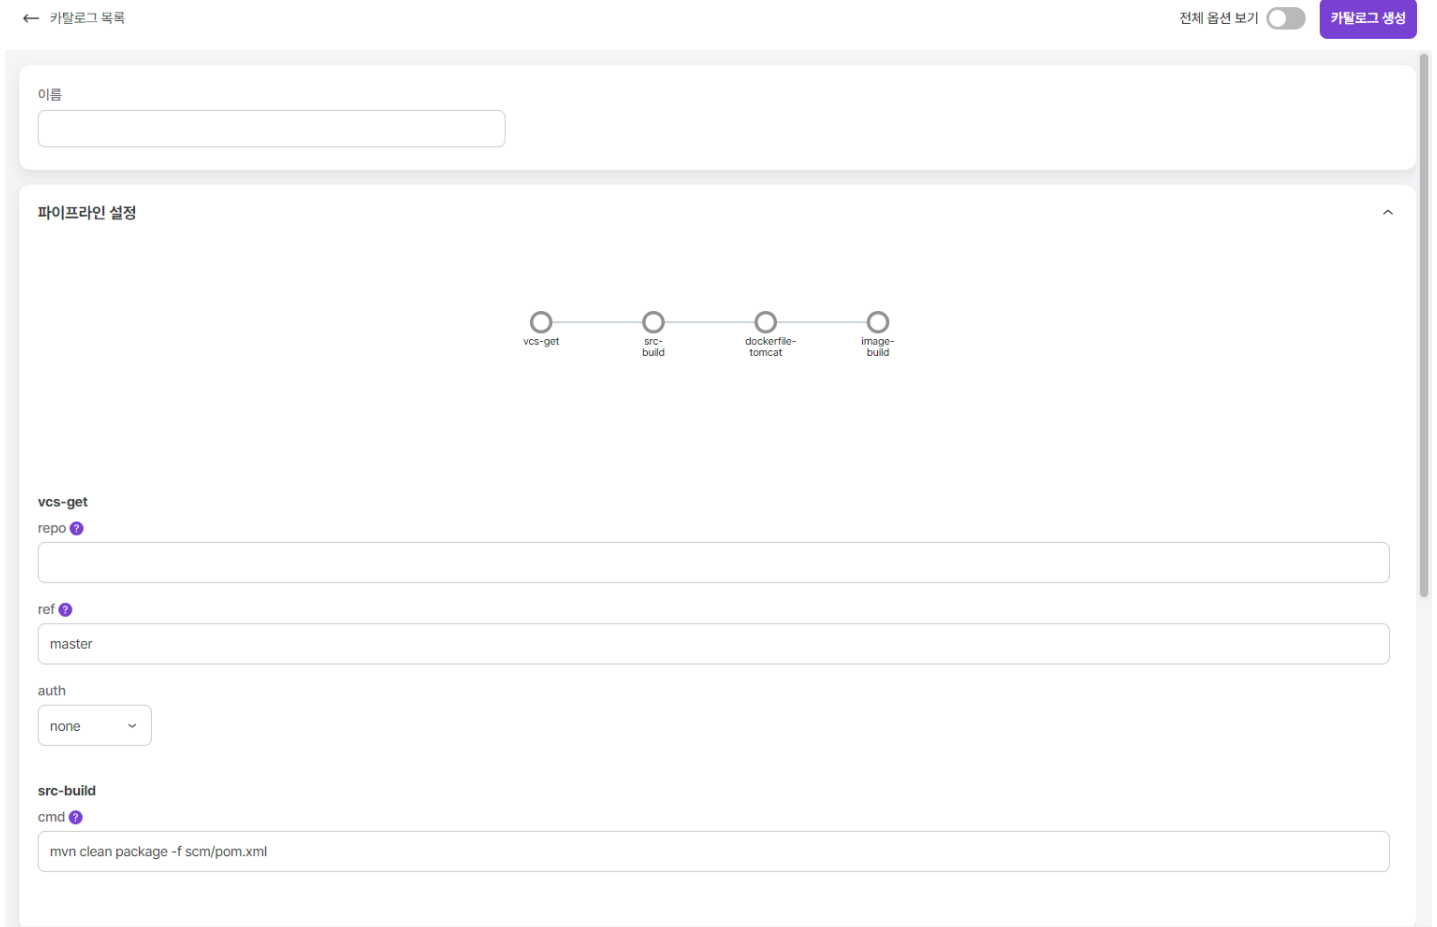 카탈로그 목록
전체 옵션 보기
카탈로그 생성
이름
파이프라인 설정
vcs-get
src-
build
dockerfile-
tomcat
image-
build
vcs-get
repo ?
ref ?
master
auth
none
src-build
cmd ?
mvn clean package -f scm/pom.xml